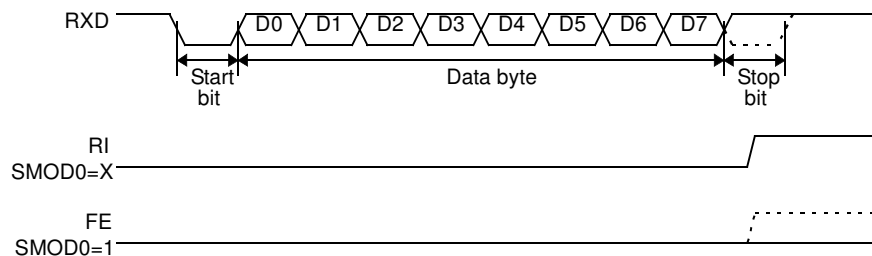 RXD
D0 D1 D2 D3 D4 D5 D6 D7
Start
bit
Data byte
Stop
bit
RI
SMOD0=X
FE
SMOD0=1